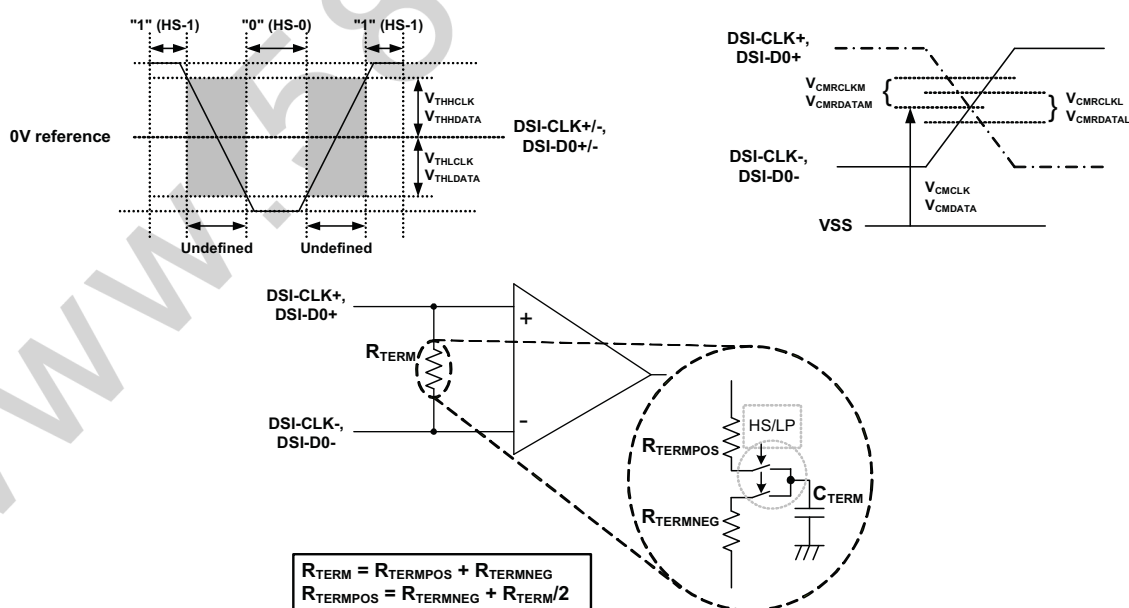 "1" (HS-1) "0" (HS-0) "1" (HS-1)
VTHHCLK
VTHHDATA
0V reference
DSI-CLK+/-,
DSI-D0+/-
VTHLCLK
VTHLDATA
Undefined Undefined
DSI-CLK+,
DSI-D0+
VCMRCLKM
VCMRDATAM
VCMRCLKL
VCMRDATAL
DSI-CLK-,
DSI-D0-
VCMCLK
VCMDATA
VSS
DSI-CLK+,
DSI-D0+
+
RTERM
DSI-CLK-,
DSI-D0-
-
HS/LP
RTERMPOS
CTERM
RTERMNEG
RTERM = RTERMPOS + RTERMNEG
RTERMPOS = RTERMNEG + RTERM/2
www.58